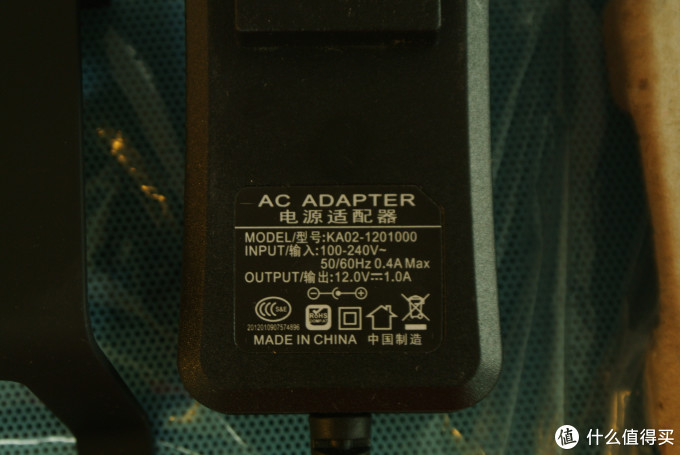 AC ADAPTER
电源适配器
MODEL/型号:KA02-1201000
INPUT/输入:100-240V~
50/60Hz 0.4A Max
OUTPUT/输出:12.0V⎓1.0A
S&E
2012010907574896
RoHS
MADE IN CHINA 中国制造
值 什么值得买